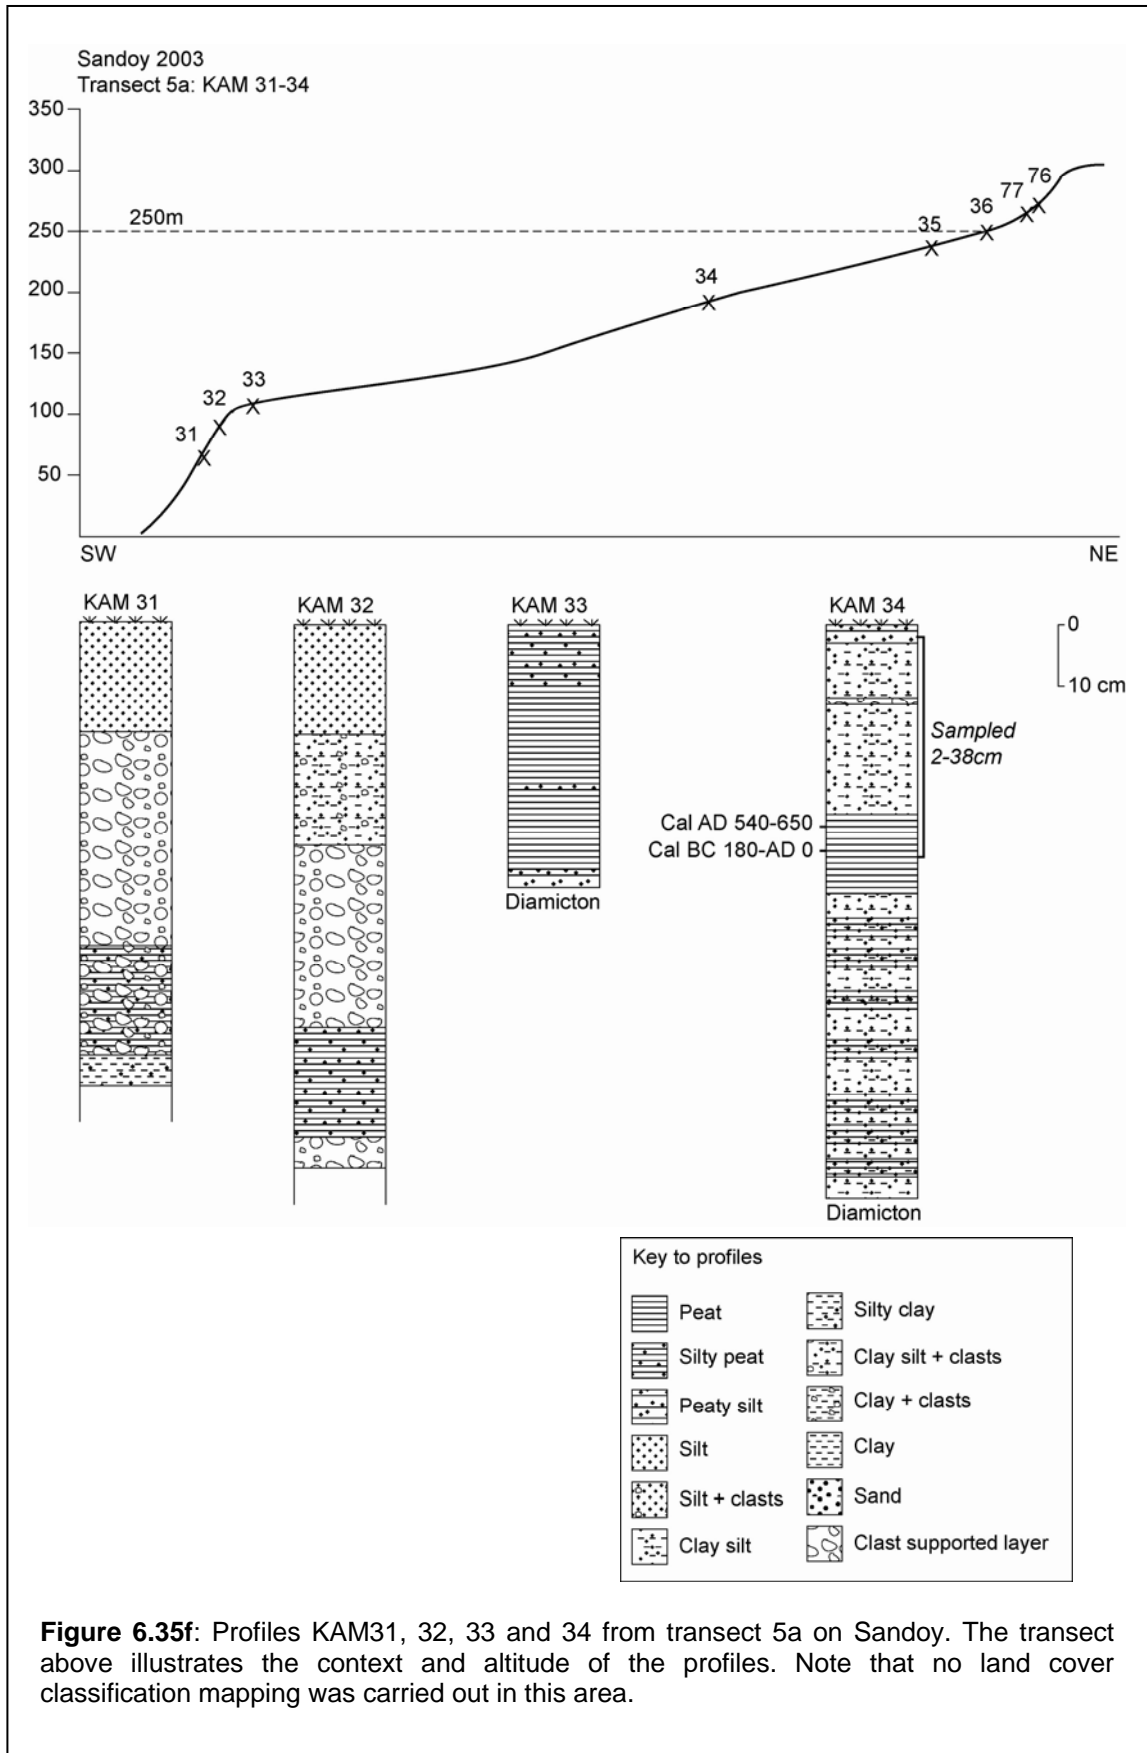 Sandoy 2003
Transect 5a: KAM 31-34
350
300
250
200
150
100
50
250m
31
32
33
34
35
36
77
76
SW
NE
KAM 31
KAM 32
KAM 33
KAM 34
0
10 cm
Sampled
2-38cm
Cal AD 540-650
Cal BC 180-AD 0
Diamicton
Diamicton
Key to profiles
Peat
Silty peat
Peaty silt
Silt
Silt + clasts
Clay silt
Silty clay
Clay silt + clasts
Clay + clasts
Clay
Sand
Clast supported layer
Figure 6.35f: Profiles KAM31, 32, 33 and 34 from transect 5a on Sandoy. The transect
above illustrates the context and altitude of the profiles. Note that no land cover
classification mapping was carried out in this area.